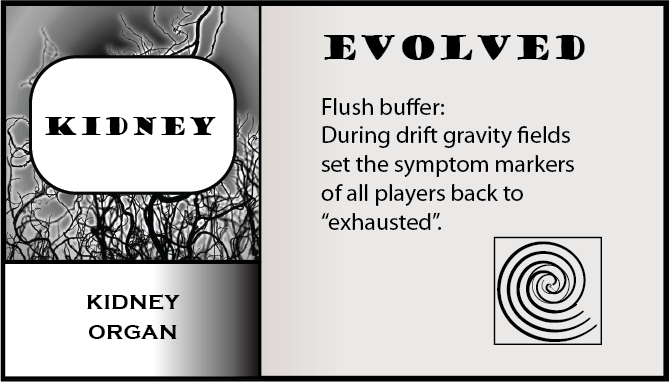 KIDNEY
KIDNEY
ORGAN
EVOLVED
Flush buffer:
During drift gravity fields
set the symptom markers
of all players back to
“exhausted”.